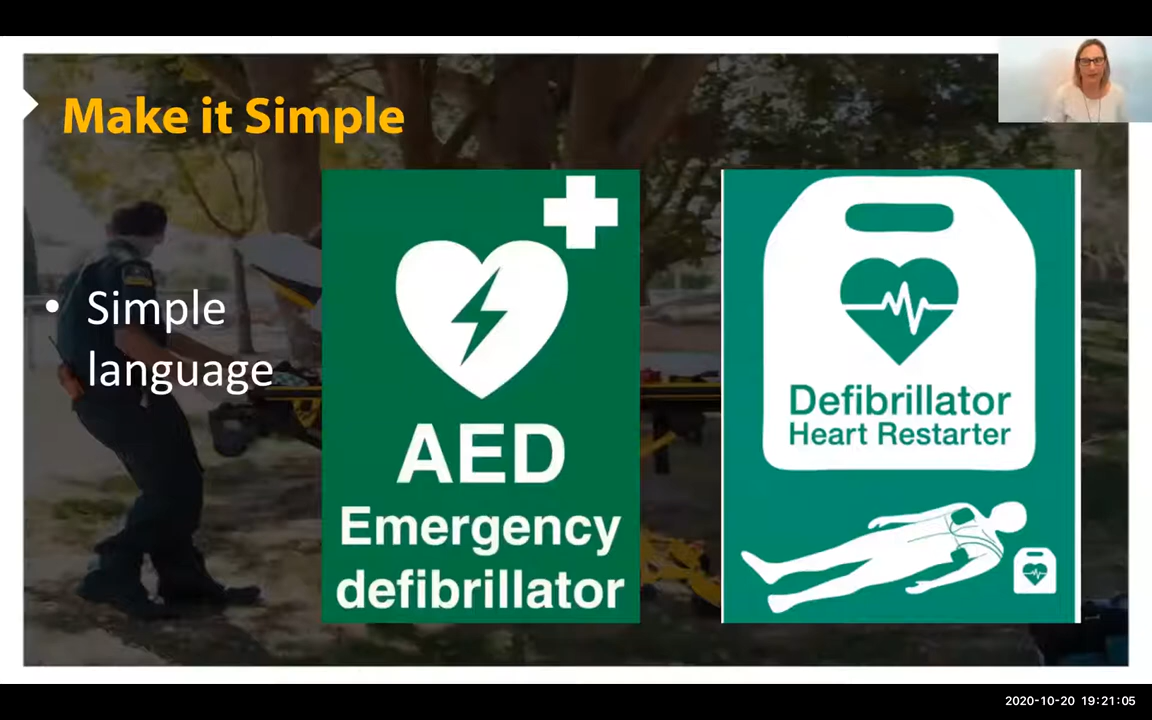 Make it Simple
• Simple
language
AED
Emergency
defibrillator
Defibrillator
Heart Restarter
2020-10-20 19:21:05